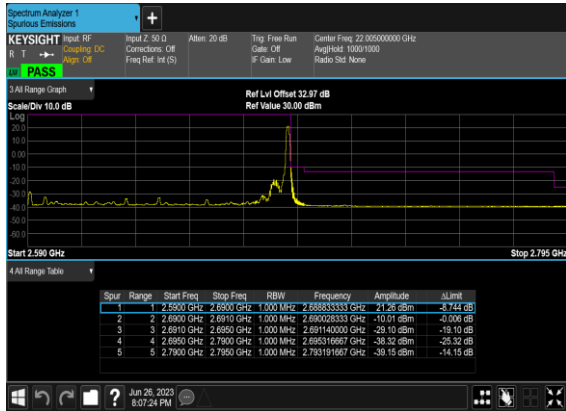 Spectrum Analyzer 1
Spurious Emissions
KEYSIGHT Input: RF Input Z: 50 Ω Atten: 20 dB Trig: Free Run Center Freq: 22.005000000 GHz
R T Coupling: DC Corrections: Off Gate: Off Avg|Hold: 1000/1000
Align: Off Freq Ref: Int (S) IF Gain: Low Radio Std: None
PASS
3 All Range Graph
Ref Lvl Offset 32.97 dB
Scale/Div 10.0 dB Ref Value 30.00 dBm
Log
20.0
10.0
0.00
-10.0
-20.0
-30.0
-40.0
-50.0
-60.0
Start 2.590 GHz Stop 2.795 GHz
4 All Range Table
Spur Range Start Freq Stop Freq RBW Frequency Amplitude ΔLimit
1 1 2.5900 GHz 2.6900 GHz 1.000 MHz 2.688833333 GHz 21.26 dBm -8.744 dB
2 2 2.6900 GHz 2.6910 GHz 1.000 MHz 2.690028333 GHz -10.01 dBm -0.006 dB
3 3 2.6910 GHz 2.6950 GHz 1.000 MHz 2.691140000 GHz -29.10 dBm -19.10 dB
4 4 2.6950 GHz 2.7900 GHz 1.000 MHz 2.695316667 GHz -38.32 dBm -25.32 dB
5 5 2.7900 GHz 2.7950 GHz 1.000 MHz 2.793191667 GHz -39.15 dBm -14.15 dB
Jun 26, 2023
8:07:24 PM